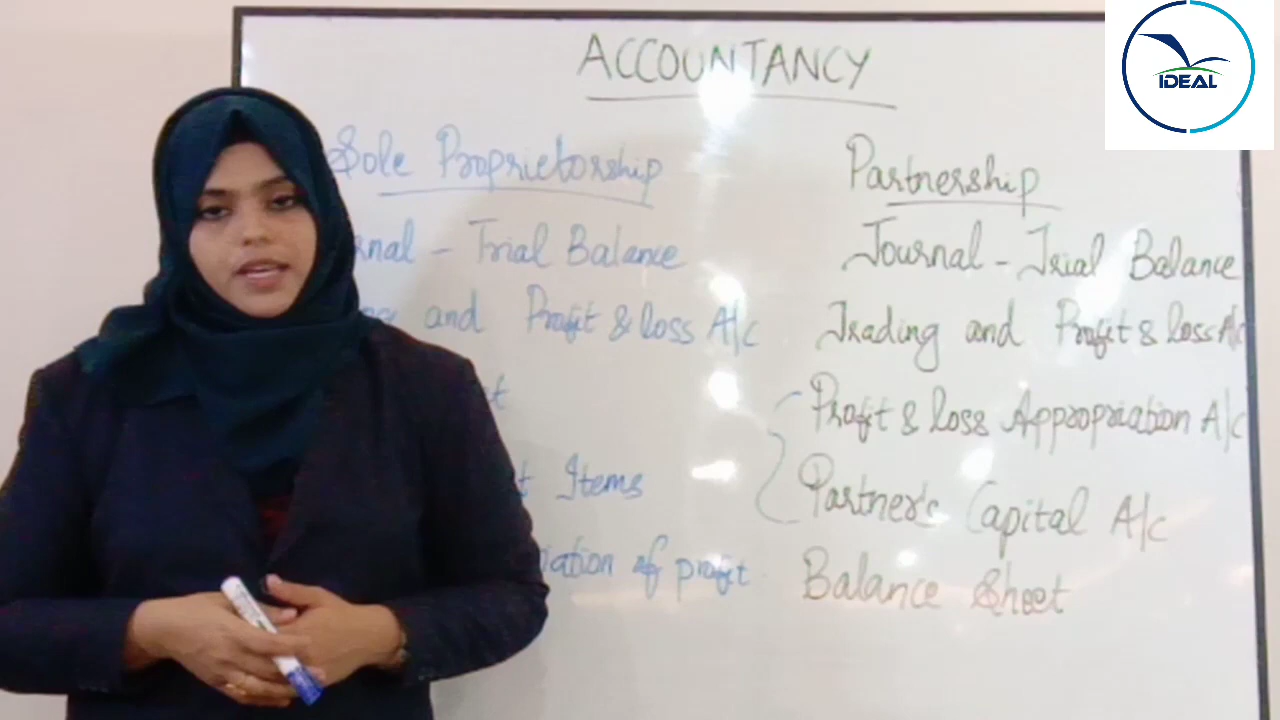 ACCOUNTANCY
IDEAL
Sole Proprietorship
Trial Balance
and Profit & loss A/c
Items
of profit
Partnership
Journal - Trial Balance
Trading and Profit & loss A/c
Profit & loss Appropriation A/c
Partner's Capital A/c
Balance Sheet